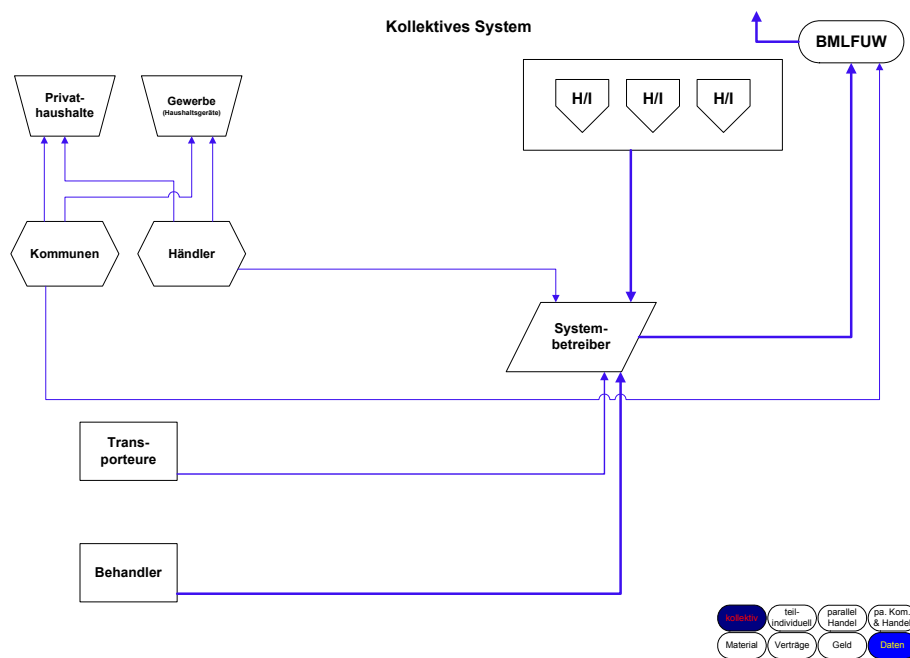 Kollektives System
BMLFUW
Privat-
haushalte
Gewerbe
(Haushaltsgeräte)
H/I
H/I
H/I
Kommunen
Händler
System-
betreiber
Trans-
porteure
Behandler
kollektiv
teil-
individuell
parallel
Handel
pa. Kom.
& Handel
Material
Verträge
Geld
Daten